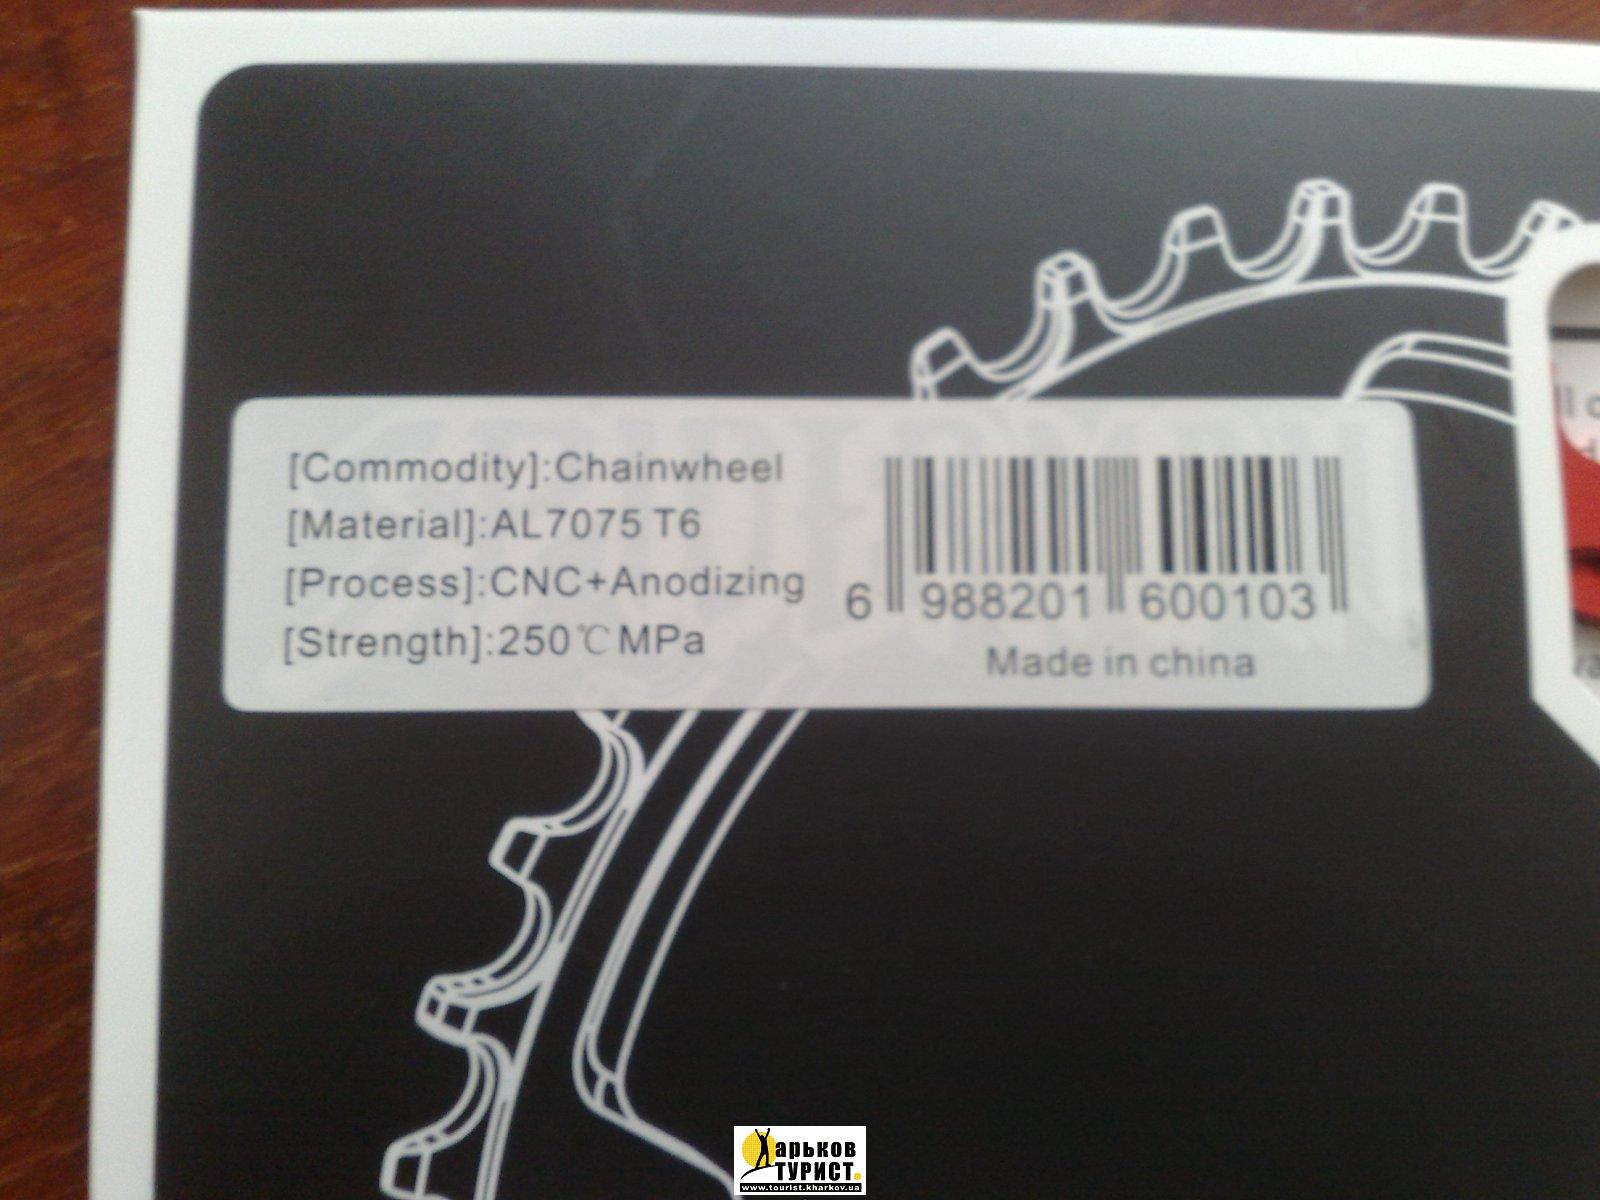 [Commodity]:Chainwheel
[Material]:AL7075 T6
[Process]:CNC+Anodizing
[Strength]:250℃MPa
6 988201 600103
Made in china
Харьков
ТУРИСТ.
www.tourist.kharkov.ua